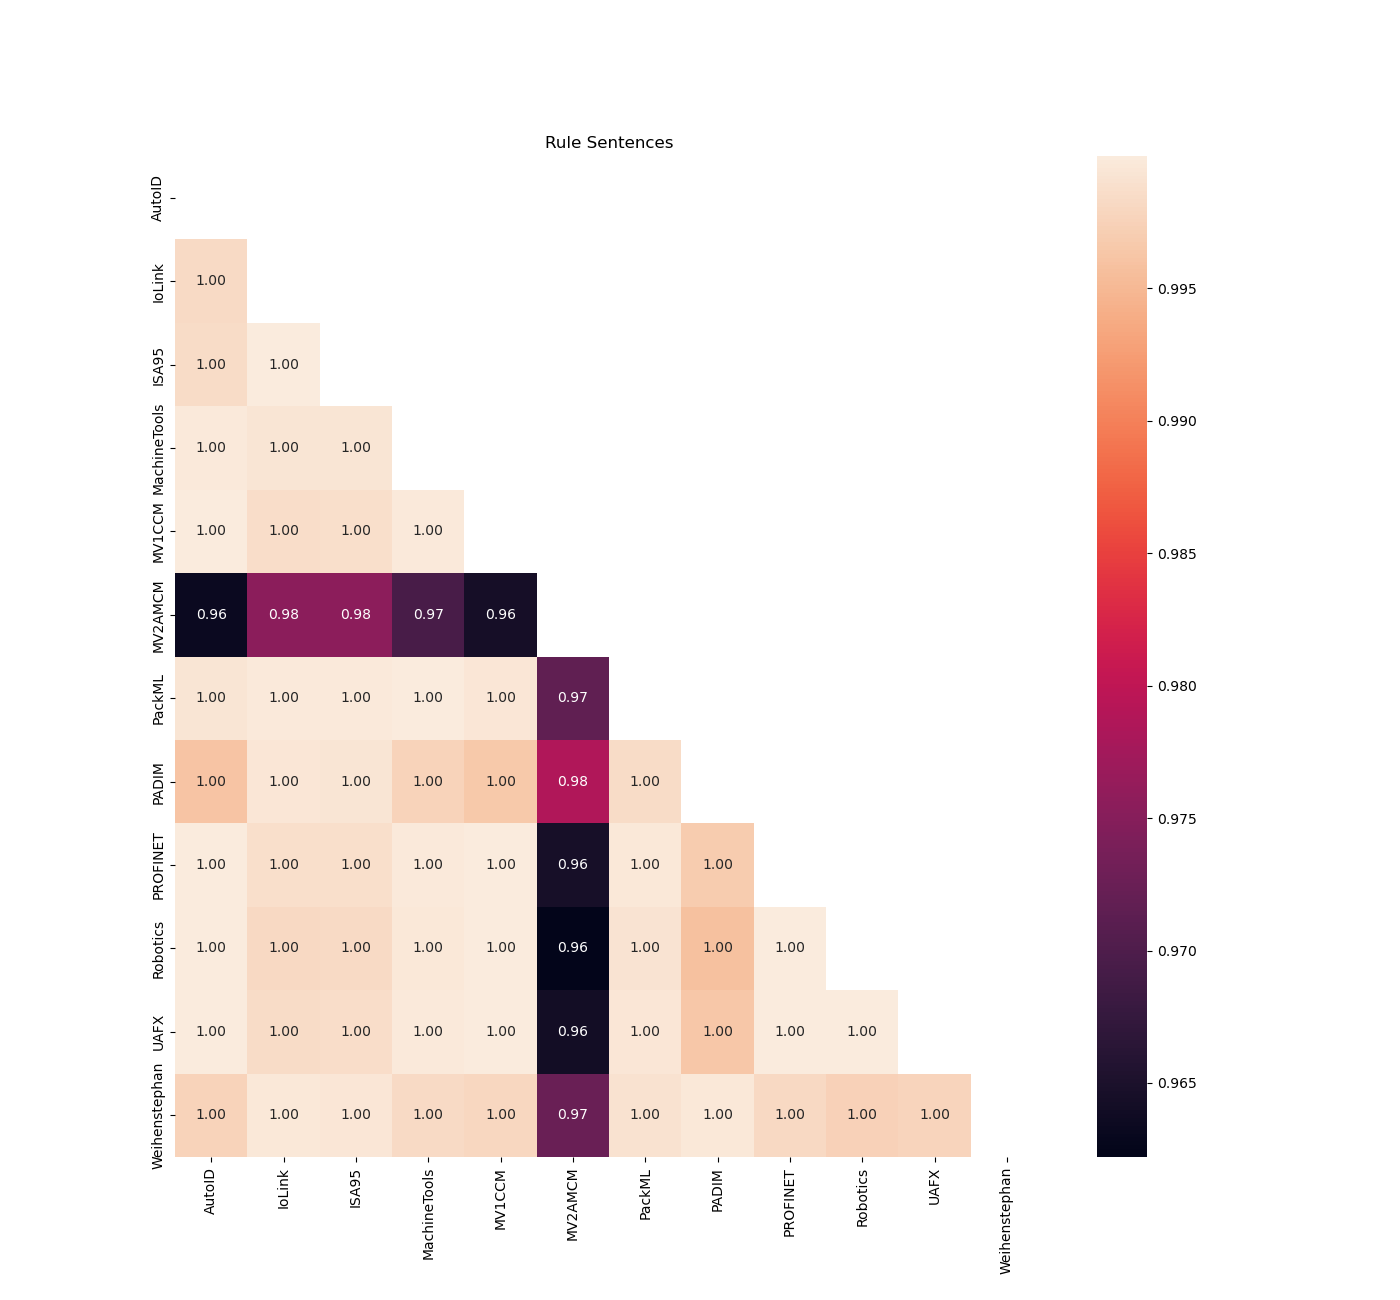 Rule Sentences
AutoID
IoLink 1.00
ISA95 1.00 1.00
MachineTools 1.00 1.00 1.00
MV1CCM 1.00 1.00 1.00 1.00
MV2AMCM 0.96 0.98 0.98 0.97 0.96
PackML 1.00 1.00 1.00 1.00 1.00 0.97
PADIM 1.00 1.00 1.00 1.00 1.00 0.98 1.00
PROFINET 1.00 1.00 1.00 1.00 1.00 0.96 1.00 1.00
Robotics 1.00 1.00 1.00 1.00 1.00 0.96 1.00 1.00 1.00
UAFX 1.00 1.00 1.00 1.00 1.00 0.96 1.00 1.00 1.00 1.00
Weihenstephan 1.00 1.00 1.00 1.00 1.00 0.97 1.00 1.00 1.00 1.00 1.00
AutoID IoLink ISA95 MachineTools MV1CCM MV2AMCM PackML PADIM PROFINET Robotics UAFX Weihenstephan
0.995
0.990
0.985
0.980
0.975
0.970
0.965